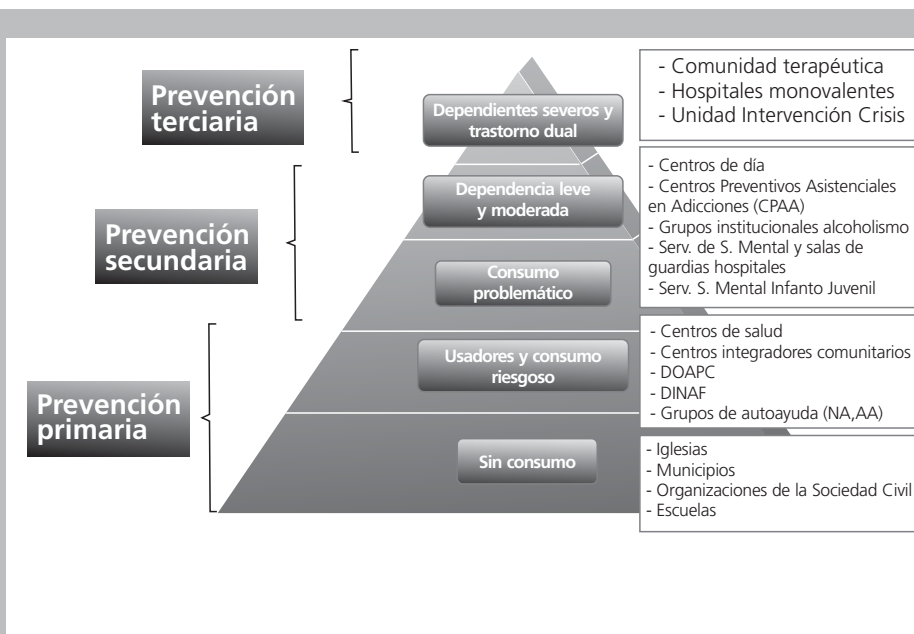 Prevención
terciaria
Dependientes severos y
trastorno dual
- Comunidad terapéutica
- Hospitales monovalentes
- Unidad Intervención Crisis
Prevención
secundaria
Dependencia leve
y moderada
Consumo
problemático
- Centros de día
- Centros Preventivos Asistenciales
en Adicciones (CPAA)
- Grupos institucionales alcoholismo
- Serv. de S. Mental y salas de
guardias hospitales
- Serv. S. Mental Infanto Juvenil
Prevención
primaria
Usadores y consumo
riesgoso
- Centros de salud
- Centros integradores comunitarios
- DOAPC
- DINAF
- Grupos de autoayuda (NA,AA)
Sin consumo
- Iglesias
- Municipios
- Organizaciones de la Sociedad Civil
- Escuelas